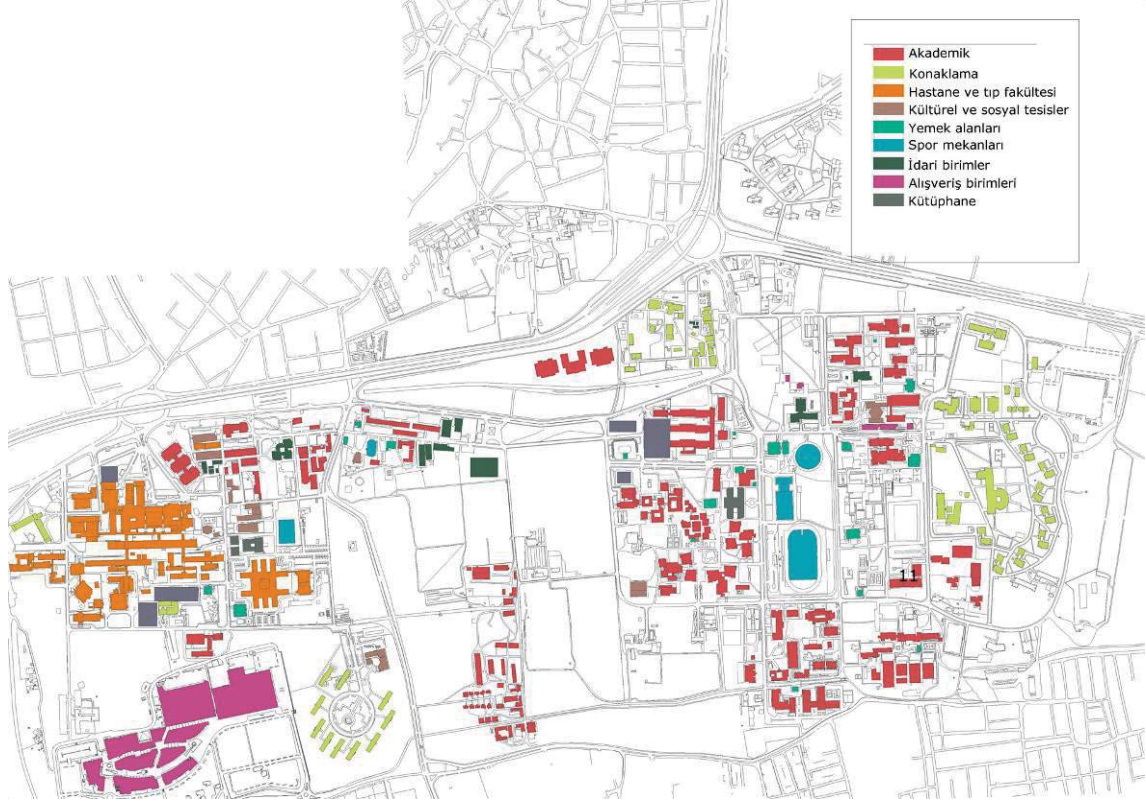 Akademik
Konaklama
Hastane ve tıp fakültesi
Kültürel ve sosyal tesisler
Yemek alanları
Spor mekanları
İdari birimler
Alışveriş birimleri
Kütüphane
11